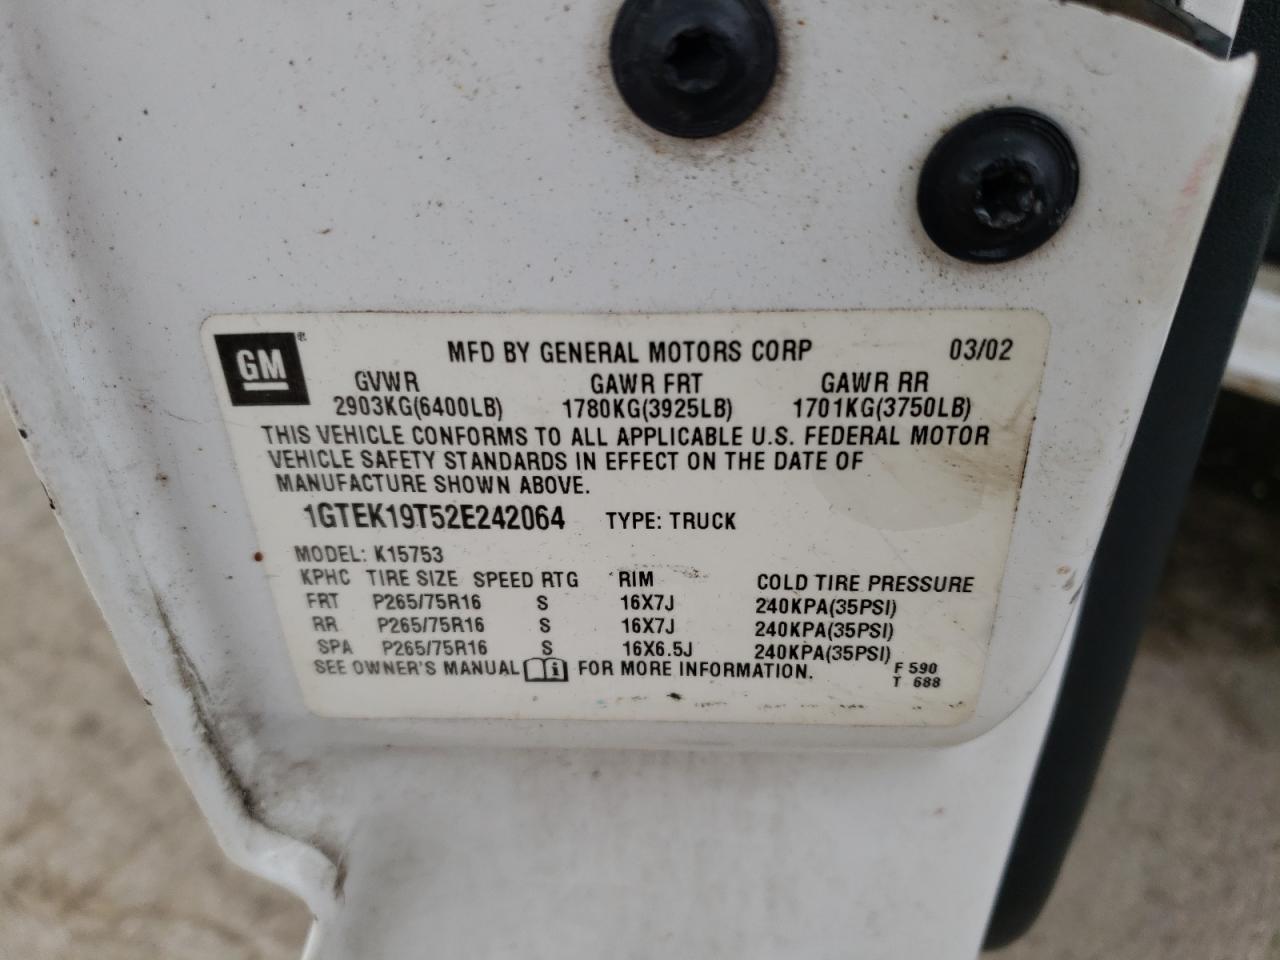 GM® MFD BY GENERAL MOTORS CORP 03/02
GVWR GAWR FRT GAWR RR
2903KG(6400LB) 1780KG(3925LB) 1701KG(3750LB)
THIS VEHICLE CONFORMS TO ALL APPLICABLE U.S. FEDERAL MOTOR
VEHICLE SAFETY STANDARDS IN EFFECT ON THE DATE OF
MANUFACTURE SHOWN ABOVE.
1GTEK19T52E242064 TYPE: TRUCK
MODEL: K15753
KPHC TIRE SIZE SPEED RTG RIM COLD TIRE PRESSURE
FRT P265/75R16 S 16X7J 240KPA(35PSI)
RR P265/75R16 S 16X7J 240KPA(35PSI)
SPA P265/75R16 S 16X6.5J 240KPA(35PSI)
SEE OWNER'S MANUAL i FOR MORE INFORMATION.
F 590
T 688